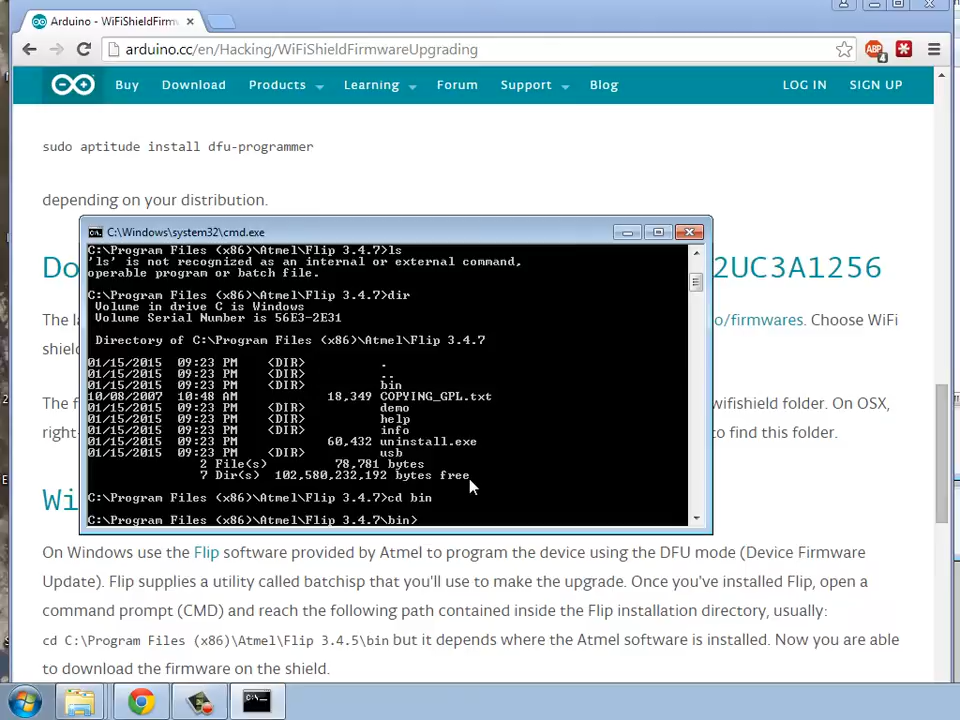 Arduino - WiFiShieldFirmw
arduino.cc/en/Hacking/WiFiShieldFirmwareUpgrading
ABP
4
Buy Download Products Learning Forum Support Blog LOG IN SIGN UP
sudo aptitude install dfu-programmer
depending on your distribution.
C:\Windows\system32\cmd.exe
C:\Program Files (x86)\Atmel\Flip 3.4.7>ls
'ls' is not recognized as an internal or external command,
operable program or batch file.
C:\Program Files (x86)\Atmel\Flip 3.4.7>dir
Volume in drive C is Windows
Volume Serial Number is 56E3-2E31
Directory of C:\Program Files (x86)\Atmel\Flip 3.4.7
01/15/2015 09:23 PM <DIR> .
01/15/2015 09:23 PM <DIR> ..
01/15/2015 09:23 PM <DIR> bin
10/08/2007 10:48 AM 18,349 COPYING_GPL.txt
01/15/2015 09:23 PM <DIR> demo
01/15/2015 09:23 PM <DIR> help
01/15/2015 09:23 PM <DIR> info
01/15/2015 09:23 PM 60,432 uninstall.exe
01/15/2015 09:23 PM <DIR> usb
2 File(s) 78,781 bytes
7 Dir(s) 102,580,232,192 bytes free
C:\Program Files (x86)\Atmel\Flip 3.4.7>cd bin
C:\Program Files (x86)\Atmel\Flip 3.4.7\bin>
Do 2UC3A1256
The la o/firmwares. Choose WiFi
shield
The f wifishield folder. On OSX,
right- to find this folder.
Wi
On Windows use the Flip software provided by Atmel to program the device using the DFU mode (Device Firmware
Update). Flip supplies a utility called batchisp that you'll use to make the upgrade. Once you've installed Flip, open a
command prompt (CMD) and reach the following path contained inside the Flip installation directory, usually:
cd C:\Program Files (x86)\Atmel\Flip 3.4.5\bin but it depends where the Atmel software is installed. Now you are able
to download the firmware on the shield.